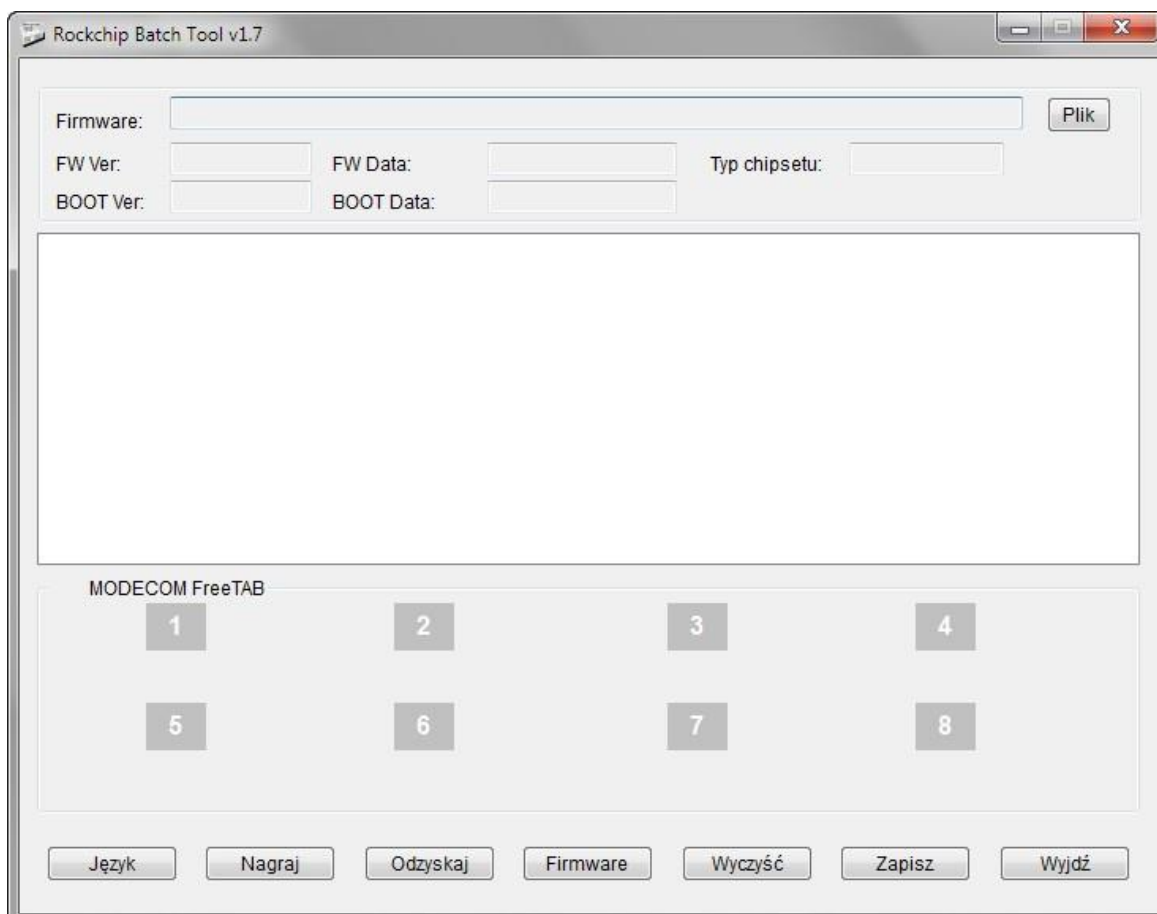 Rockchip Batch Tool v1.7
Firmware: Plik
FW Ver: FW Data: Typ chipsetu:
BOOT Ver: BOOT Data:
MODECOM FreeTAB
1 2 3 4
5 6 7 8
Język Nagraj Odzyskaj Firmware Wyczyść Zapisz Wyjdź